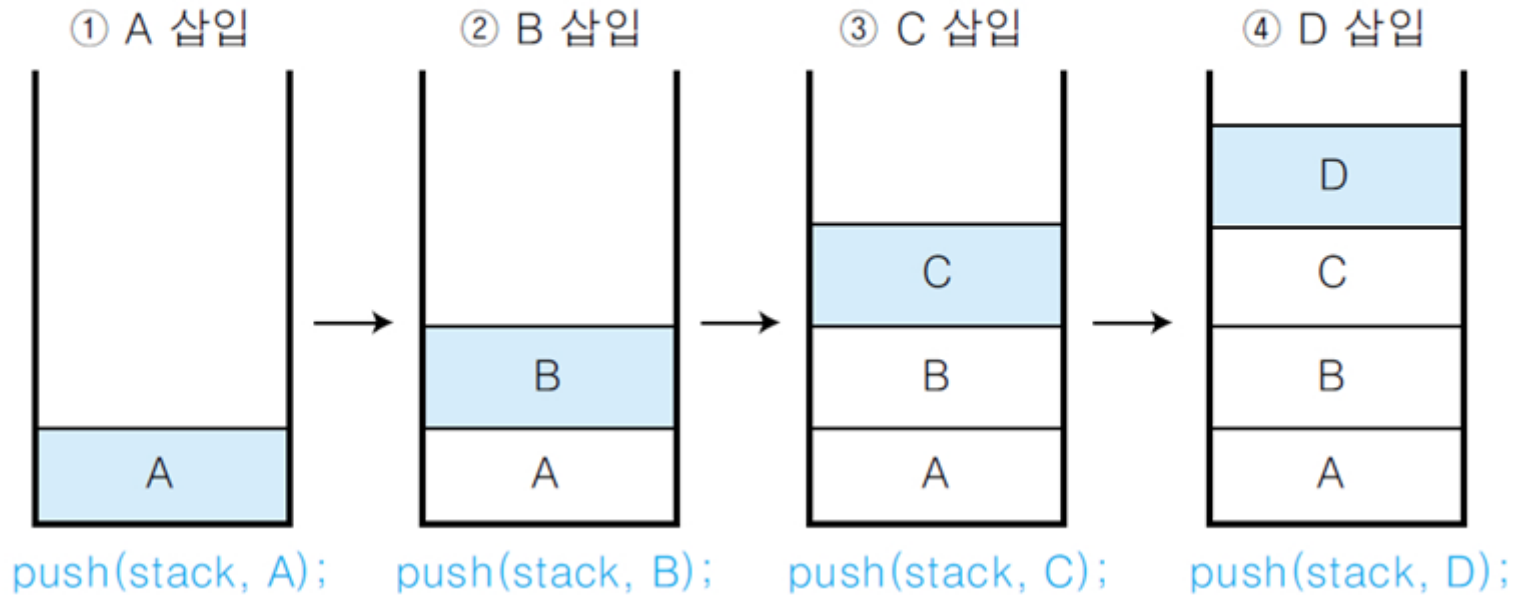 ① A 삽입
② B 삽입
③ C 삽입
④ D 삽입
A
B
A
C
B
A
D
C
B
A
push(stack, A);
push(stack, B);
push(stack, C);
push(stack, D);